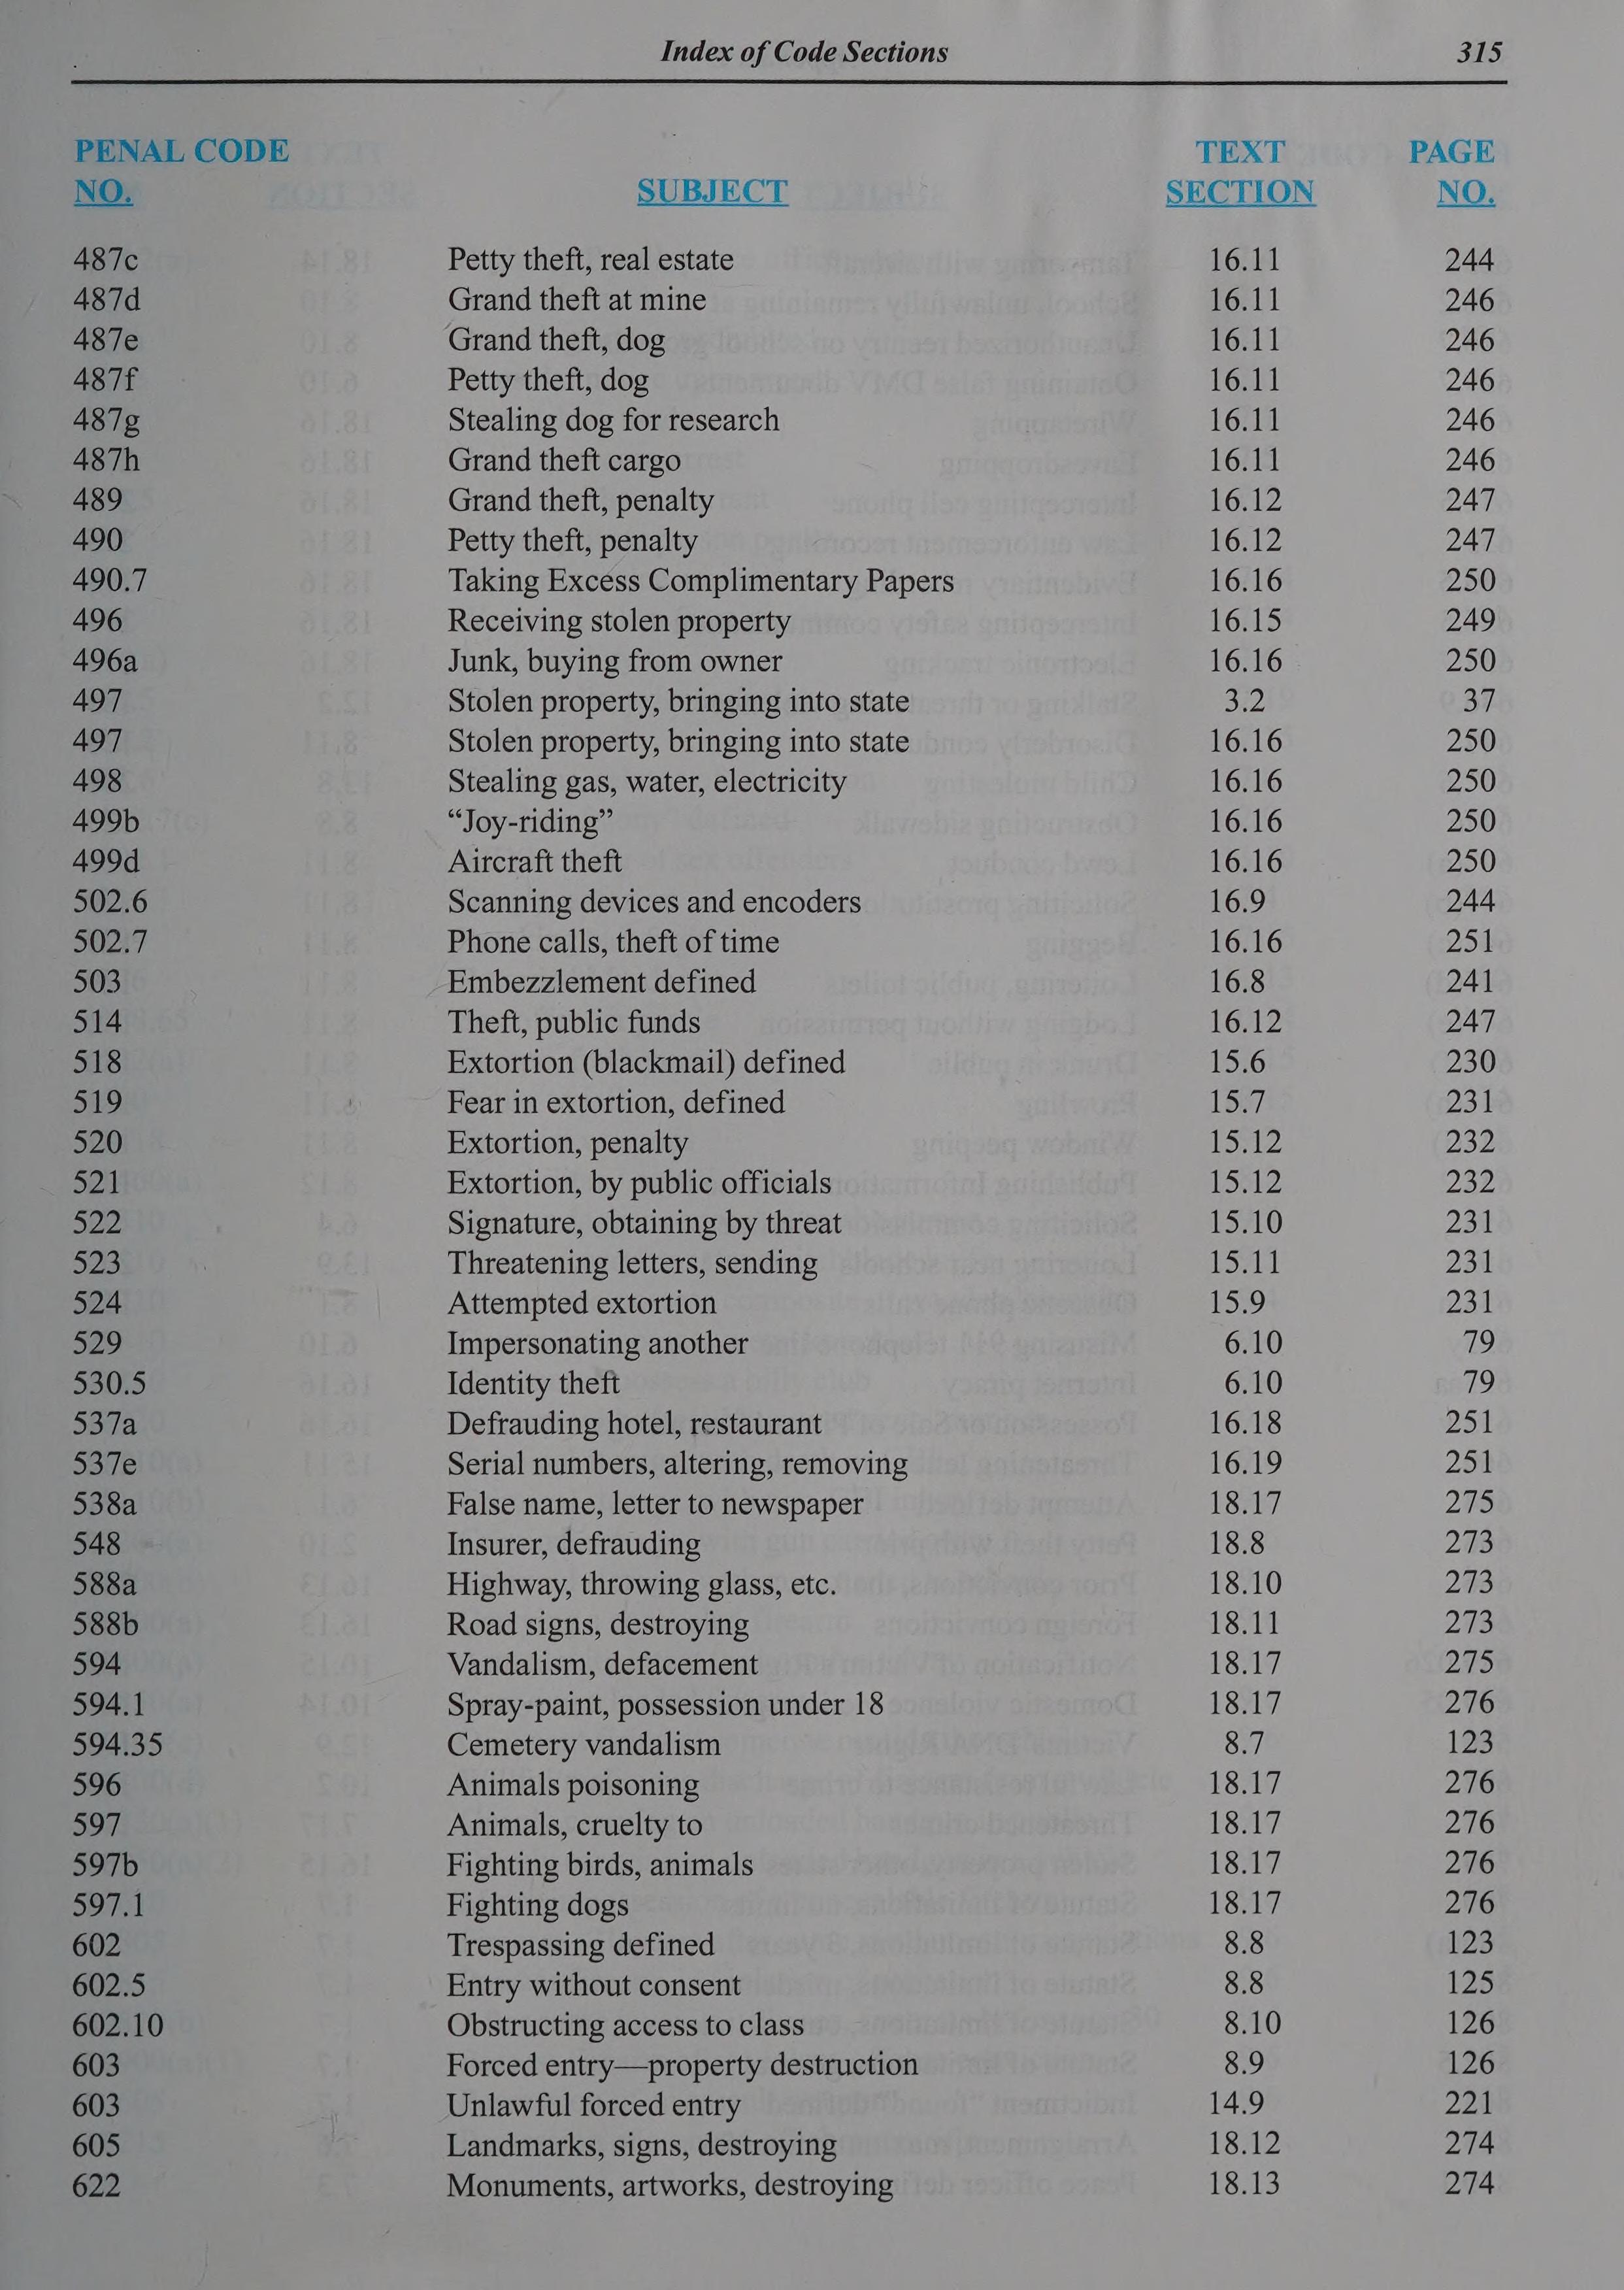 Index of Code Sections 315
PENAL CODE TEXT PAGE
NO. SUBJECT SECTION NO.
487c Petty theft, real estate 16.11 244
487d Grand theft at mine 16.11 246
487e Grand theft, dog 16.11 246
487f Petty theft, dog 16.11 246
487g Stealing dog for research 16.11 246
487h Grand theft cargo 16.11 246
489 Grand theft, penalty 16.12 247
490 Petty theft, penalty 16.12 247
490.7 Taking Excess Complimentary Papers 16.16 250
496 Receiving stolen property 16.15 249
496a Junk, buying from owner 16.16 250
497 Stolen property, bringing into state 3.2 37
497 Stolen property, bringing into state 16.16 250
498 Stealing gas, water, electricity 16.16 250
499b “Joy-riding” 16.16 250
499d Aircraft theft 16.16 250
502.6 Scanning devices and encoders 16.9 244
502.7 Phone calls, theft of time 16.16 251
503 Embezzlement defined 16.8 241
514 Theft, public funds 16.12 247
518 Extortion (blackmail) defined 15.6 230
519 Fear in extortion, defined 15.7 231
520 Extortion, penalty 15.12 232
521 Extortion, by public officials 15.12 232
522 Signature, obtaining by threat 15.10 231
523 Threatening letters, sending 15.11 231
524 Attempted extortion 15.9 231
529 Impersonating another 6.10 79
530.5 Identity theft 6.10 79
537a Defrauding hotel, restaurant 16.18 251
537e Serial numbers, altering, removing 16.19 251
538a False name, letter to newspaper 18.17 275
548 Insurer, defrauding 18.8 273
588a Highway, throwing glass, etc. 18.10 273
588b Road signs, destroying 18.11 273
594 Vandalism, defacement 18.17 275
594.1 Spray-paint, possession under 18 18.17 276
594.35 Cemetery vandalism 8.7 123
596 Animals poisoning 18.17 276
597 Animals, cruelty to 18.17 276
597b Fighting birds, animals 18.17 276
597.1 Fighting dogs 18.17 276
602 Trespassing defined 8.8 123
602.5 Entry without consent 8.8 125
602.10 Obstructing access to class 8.10 126
603 Forced entry—property destruction 8.9 126
603 Unlawful forced entry 14.9 221
605 Landmarks, signs, destroying 18.12 274
622 Monuments, artworks, destroying 18.13 274